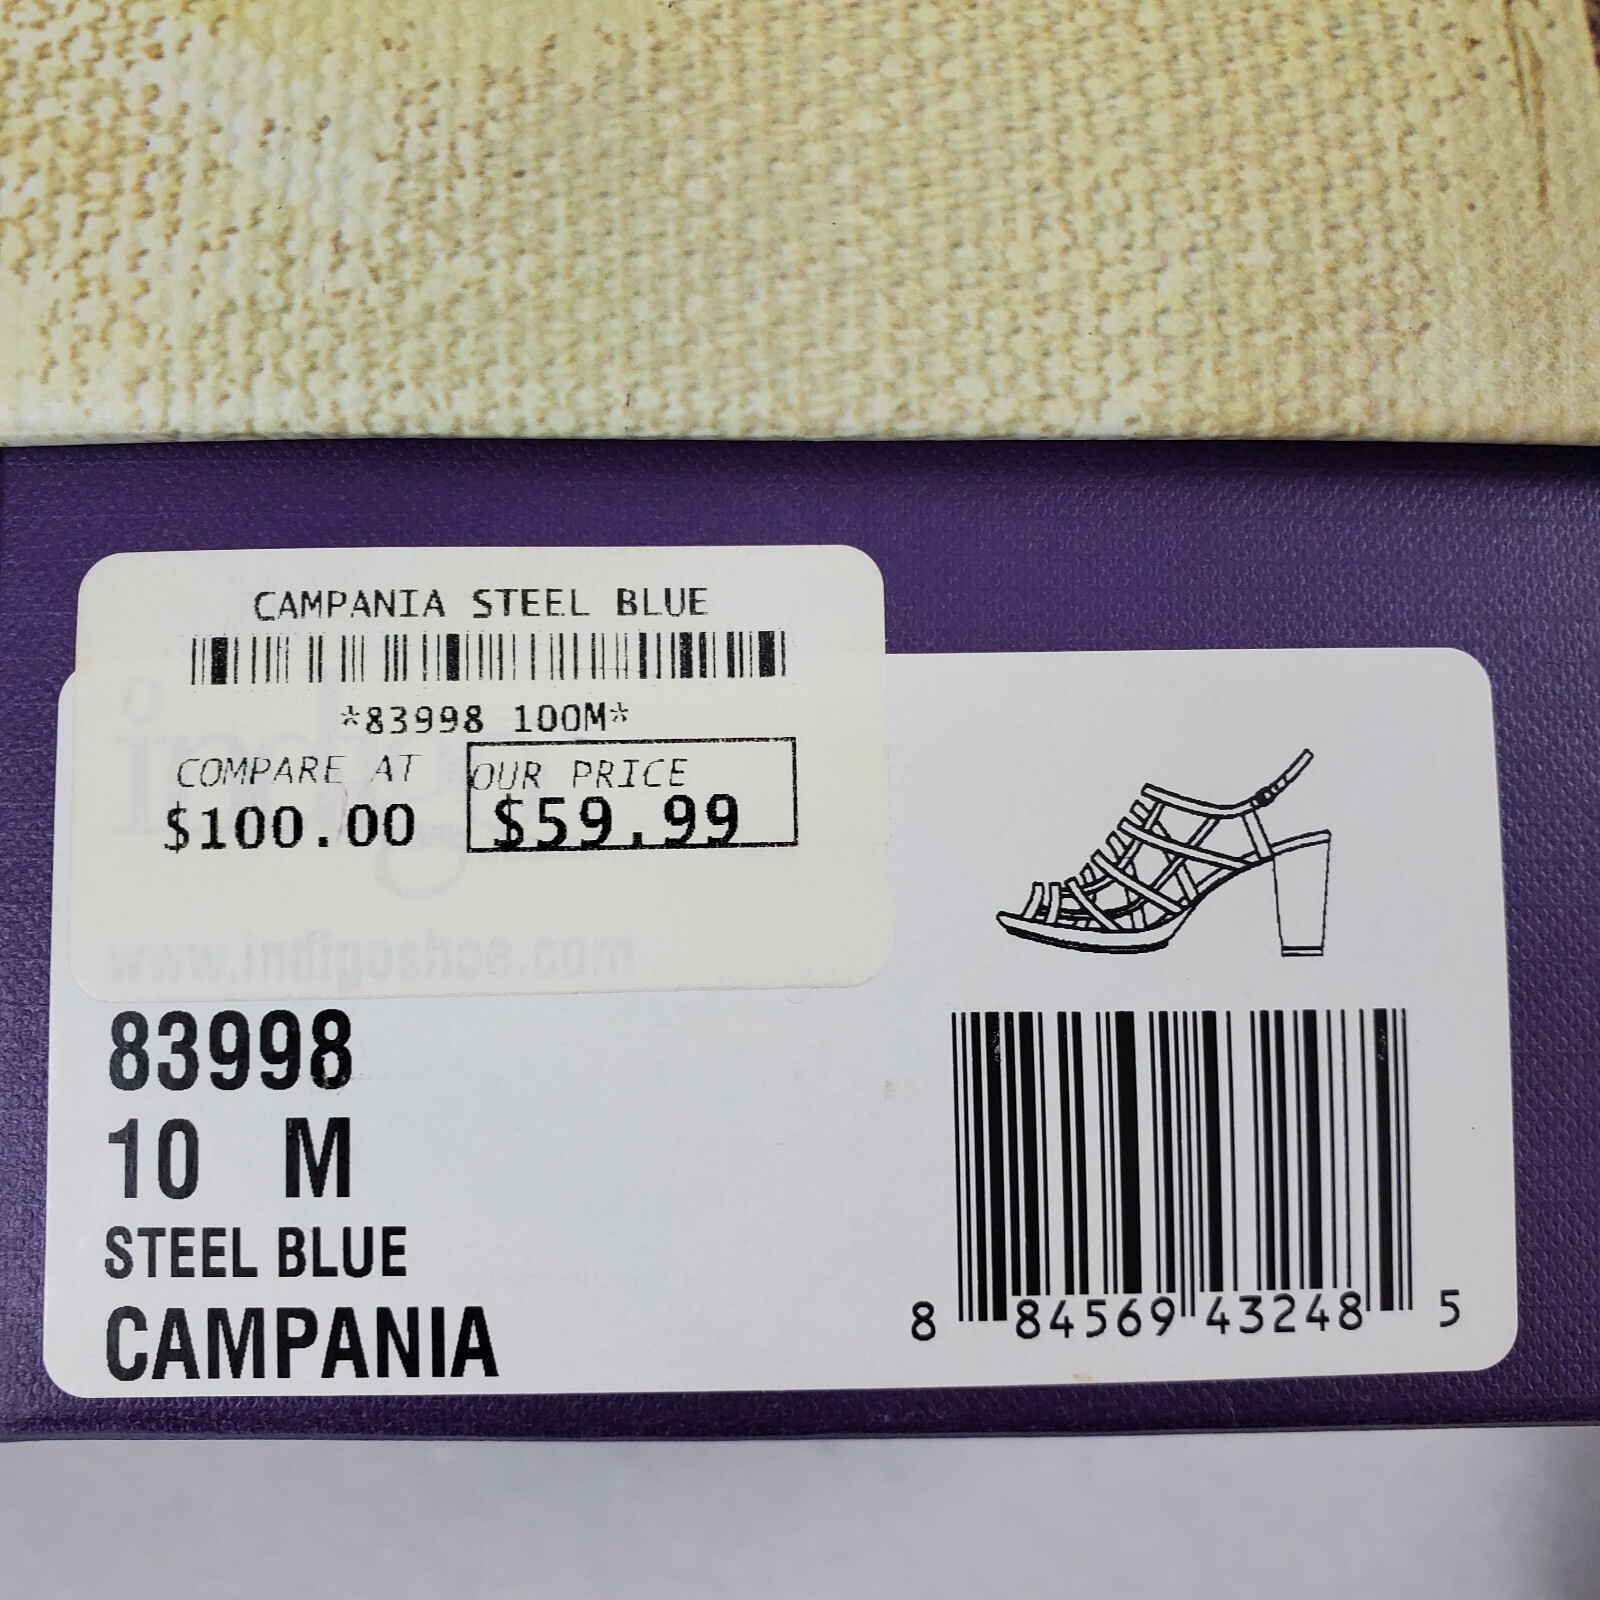 CAMPANIA STEEL BLUE
*83998 100M*
COMPARE AT OUR PRICE
$100.00 $59.99
indigo
www.indigoshoe.com
83998
10 M
STEEL BLUE
CAMPANIA
8 84569 43248 5